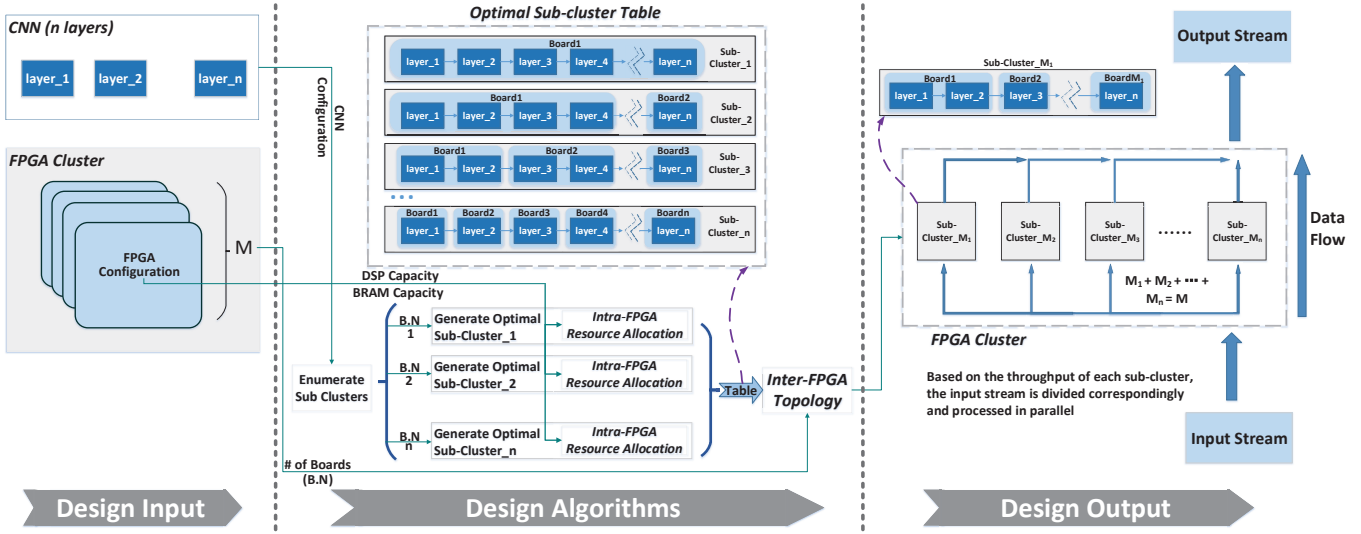 CNN (n layers)
layer_1
layer_2
layer_n
FPGA Cluster
FPGA
Configuration
M
Design Input
CNN
Configuration
Optimal Sub-cluster Table
Board1
layer_1
layer_2
layer_3
layer_4
layer_n
Sub-
Cluster_1
Board1
Board2
layer_1
layer_2
layer_3
layer_4
layer_n
Sub-
Cluster_2
Board1
Board2
Board3
layer_1
layer_2
layer_3
layer_4
layer_n
Sub-
Cluster_3
...
Board1
Board2
Board3
Board4
Boardn
layer_1
layer_2
layer_3
layer_4
layer_n
Sub-
Cluster_n
DSP Capacity
BRAM Capacity
Enumerate
Sub Clusters
B.N
1
Generate Optimal
Sub-Cluster_1
Intra-FPGA
Resource Allocation
B.N
2
Generate Optimal
Sub-Cluster_2
Intra-FPGA
Resource Allocation
B.N
n
Generate Optimal
Sub-Cluster_n
Intra-FPGA
Resource Allocation
Table
Inter-FPGA
Topology
# of Boards
(B.N)
Design Algorithms
Output Stream
Sub-Cluster_M₁
Board1
Board2
BoardM₁
layer_1
layer_2
layer_3
layer_n
Sub-
Cluster_M₁
Sub-
Cluster_M₂
Sub-
Cluster_M₃
......
Sub-
Cluster_Mₙ
M₁ + M₂ + ··· +
Mₙ = M
Data
Flow
FPGA Cluster
Based on the throughput of each sub-cluster,
the input stream is divided correspondingly
and processed in parallel
Input Stream
Design Output